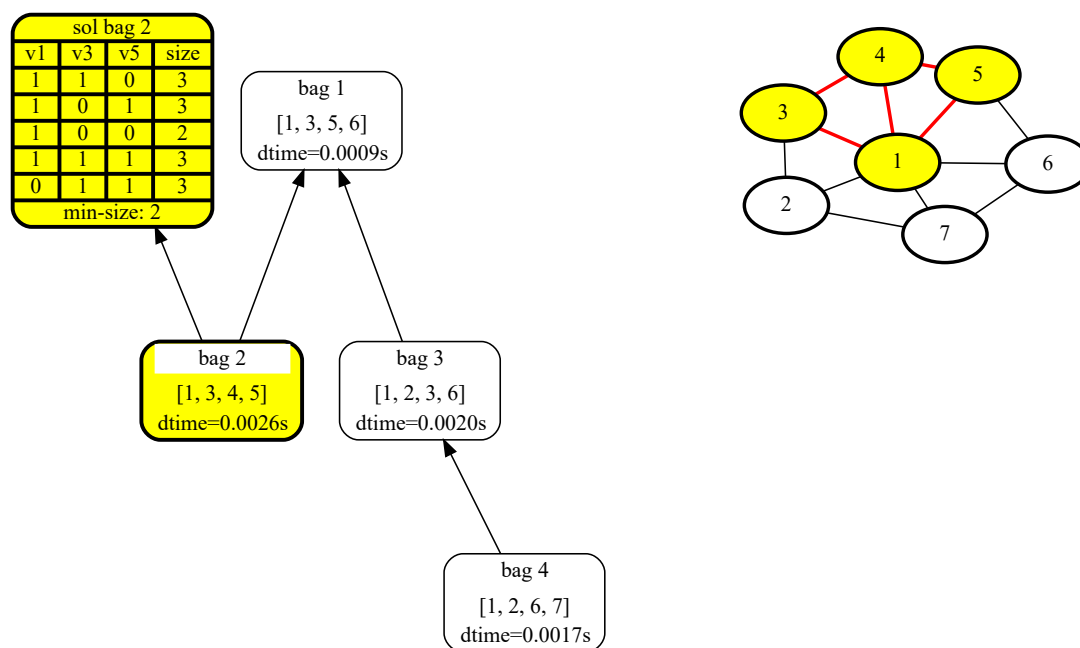 sol bag 2
v1 v3 v5 size
1 1 0 3
1 0 1 3
1 0 0 2
1 1 1 3
0 1 1 3
min-size: 2
bag 1
[1, 3, 5, 6]
dtime=0.0009s
bag 2
[1, 3, 4, 5]
dtime=0.0026s
bag 3
[1, 2, 3, 6]
dtime=0.0020s
bag 4
[1, 2, 6, 7]
dtime=0.0017s
4
5
3
1
6
2
7